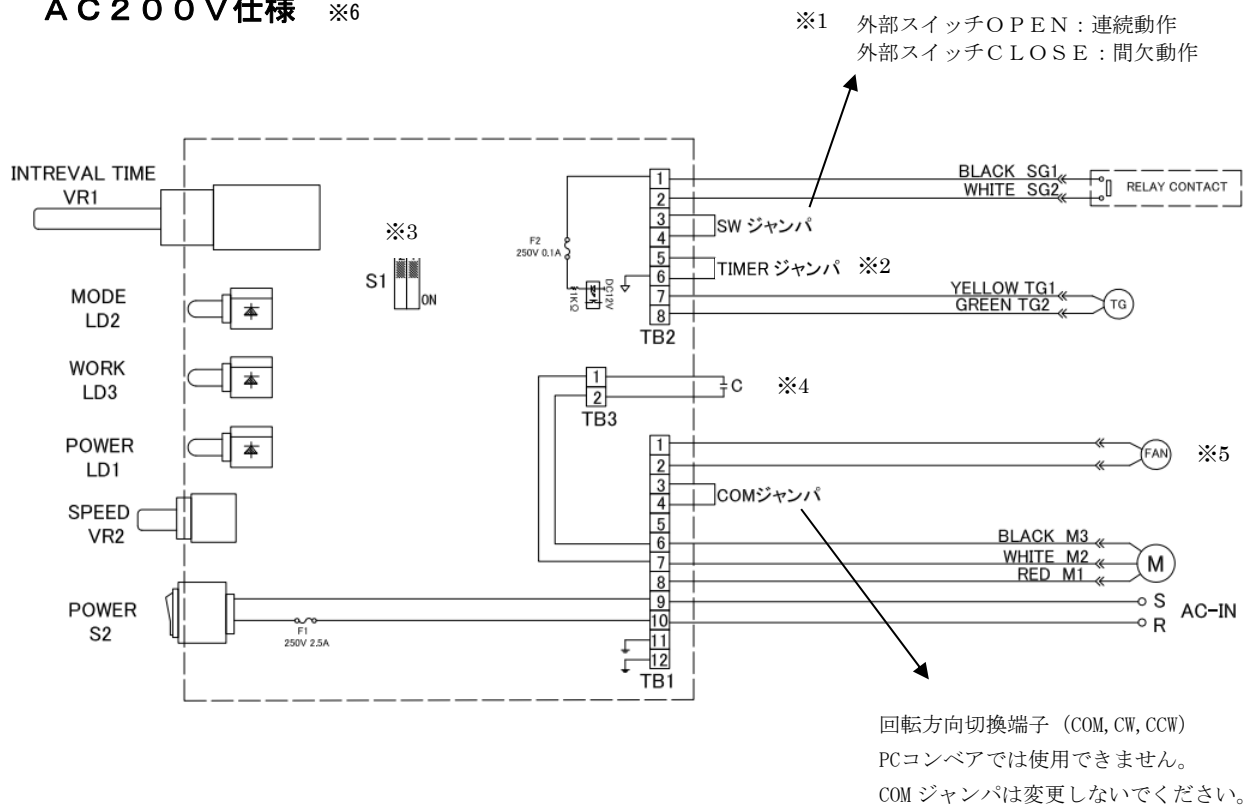 AC200V仕様 ※6
※1 外部スイッチOPEN：連続動作
外部スイッチCLOSE：間欠動作
INTREVAL TIME
VR1
※3
S1
ON
MODE
LD2
WORK
LD3
POWER
LD1
SPEED
VR2
POWER
S2
F1
250V 2.5A
F2
250V 0.1A
1KΩ
DC12V
1
2
3
4
5
6
7
8
TB2
BLACK SG1
WHITE SG2
RELAY CONTACT
SW ジャンパ
TIMER ジャンパ ※2
YELLOW TG1
GREEN TG2
TG
1
2
TB3
C ※4
1
2
3
4
5
6
7
8
9
10
11
12
TB1
FAN ※5
COMジャンパ
BLACK M3
WHITE M2
RED M1
M
S
R
AC-IN
回転方向切換端子（COM,CW,CCW）
PCコンベアでは使用できません。
COM ジャンパは変更しないでください。